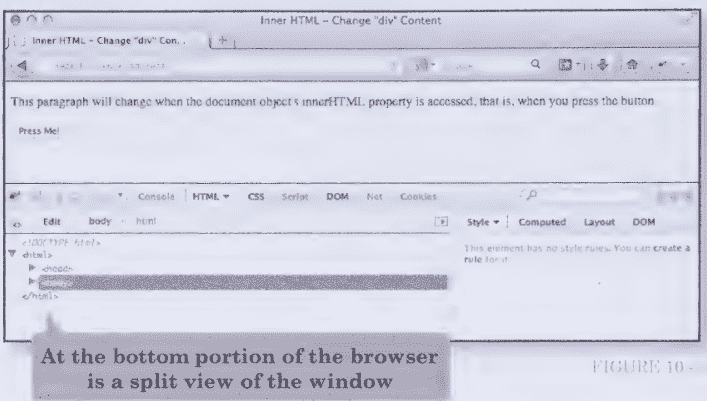 Inner HTML – Change "div" Content
Inner HTML – Change "div" Con...
This paragraph will change when the document object's innerHTML property is accessed, that is, when you press the button
Press Me!
Console HTML CSS Script DOM Net Cookies
Edit body html
Style Computed Layout DOM
<!DOCTYPE html>
<html>
<head>
</html>
This element has no style rules. You can create a
rule for it.
At the bottom portion of the browser
is a split view of the window
FIGURE 10-